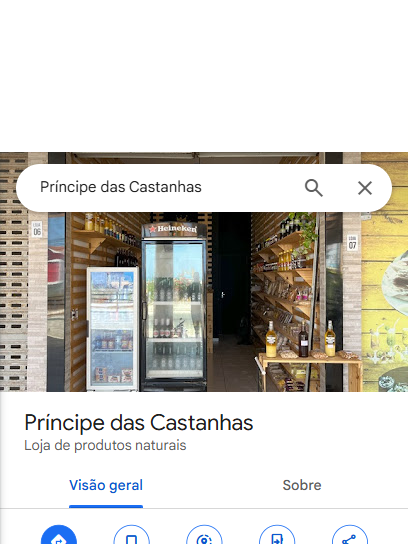 Príncipe das Castanhas
Heineken
LOJA
06
LOJA
07
Príncipe das Castanhas
Loja de produtos naturais
Visão geral
Sobre